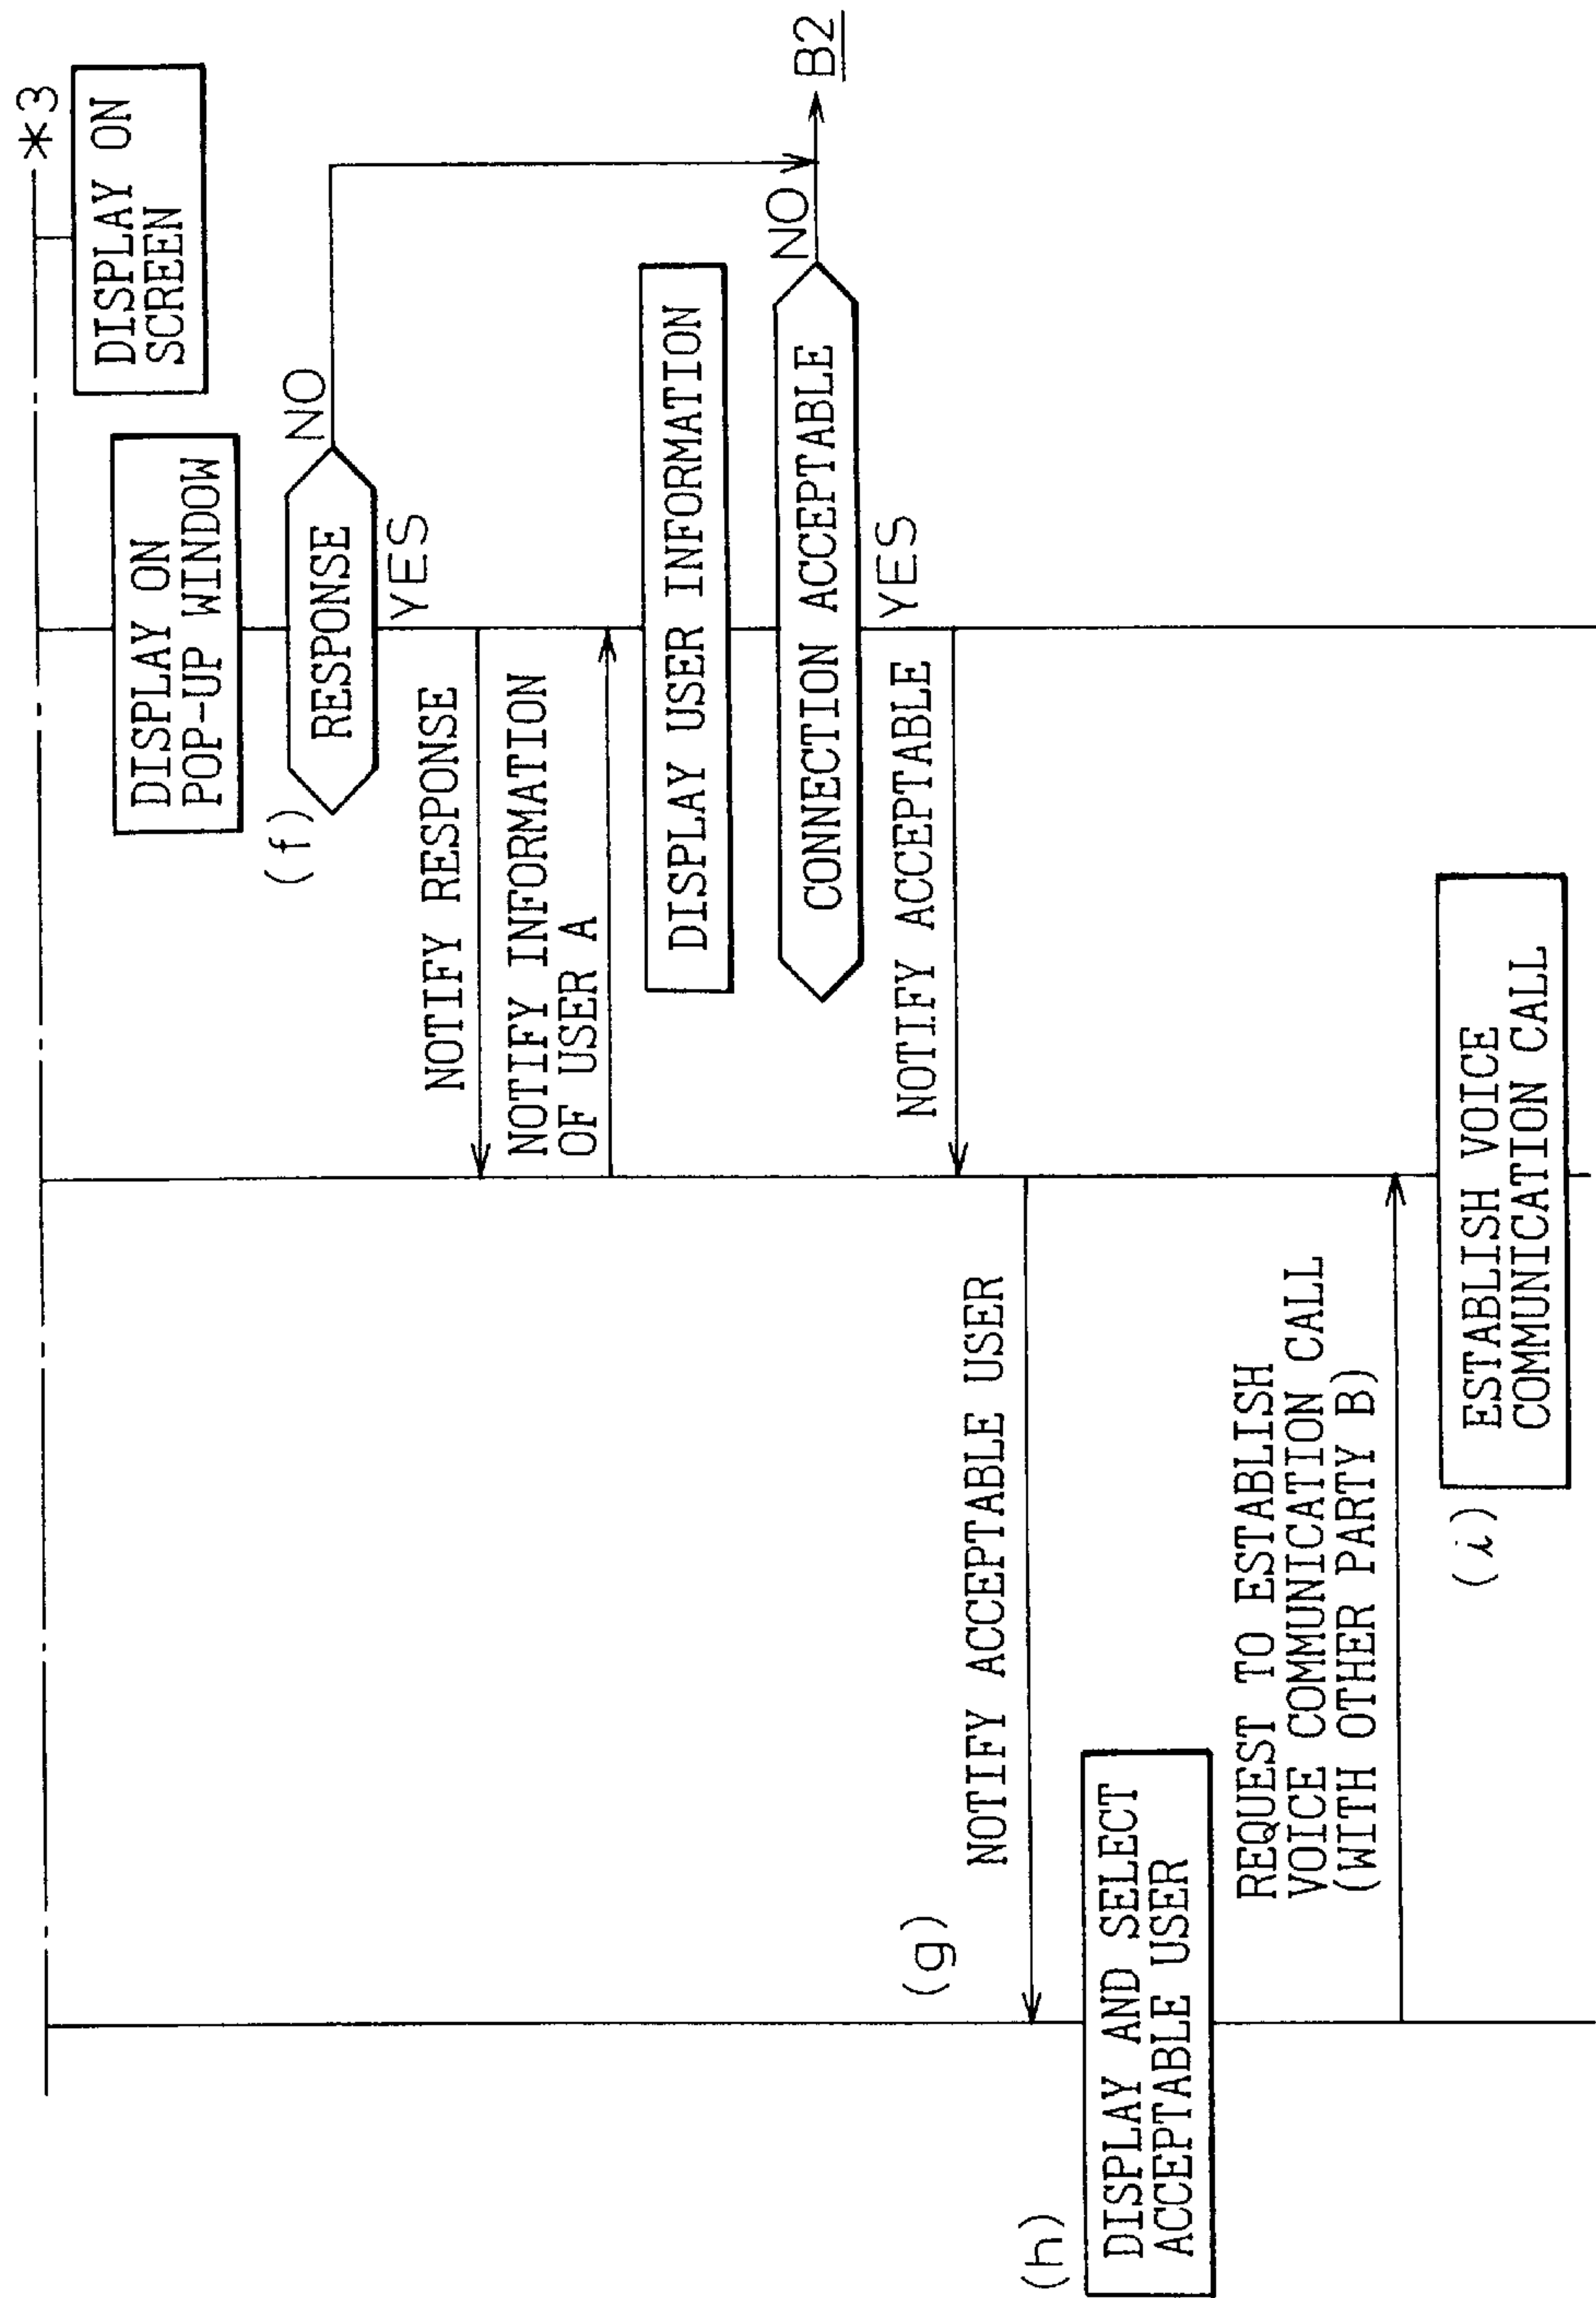 *3
DISPLAY ON
SCREEN
DISPLAY ON
POP-UP WINDOW
(f)
RESPONSE
NO
YES
NOTIFY RESPONSE
NOTIFY INFORMATION
OF USER A
DISPLAY USER INFORMATION
CONNECTION ACCEPTABLE
NO
B2
YES
NOTIFY ACCEPTABLE
(g)
NOTIFY ACCEPTABLE USER
(h)
DISPLAY AND SELECT
ACCEPTABLE USER
REQUEST TO ESTABLISH
VOICE COMMUNICATION CALL
(WITH OTHER PARTY B)
(i)
ESTABLISH VOICE
COMMUNICATION CALL